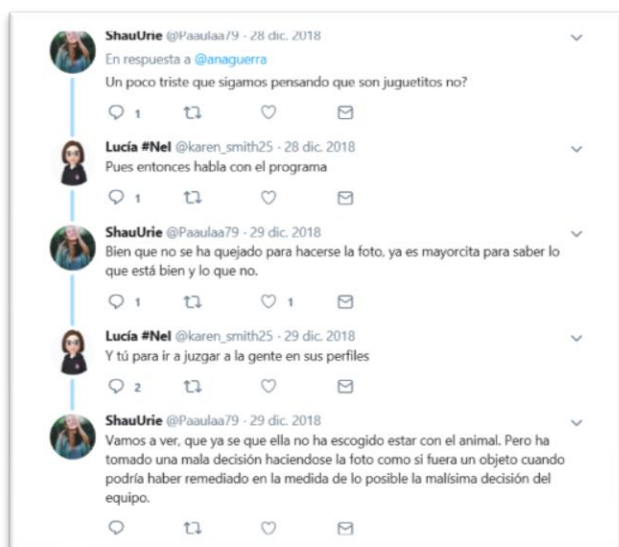 ShauUrie @Paaulaa79 · 28 dic. 2018
En respuesta a @anaguerra
Un poco triste que sigamos pensando que son juguetitos no?
1
Lucía #Nel @karen_smith25 · 28 dic. 2018
Pues entonces habla con el programa
1
ShauUrie @Paaulaa79 · 29 dic. 2018
Bien que no se ha quejado para hacerse la foto, ya es mayorcita para saber lo
que está bien y lo que no.
1 1
Lucía #Nel @karen_smith25 · 29 dic. 2018
Y tú para ir a juzgar a la gente en sus perfiles
2
ShauUrie @Paaulaa79 · 29 dic. 2018
Vamos a ver, que ya se que ella no ha escogido estar con el animal. Pero ha
tomado una mala decisión haciendose la foto como si fuera un objeto cuando
podría haber remediado en la medida de lo posible la malísima decisión del
equipo.